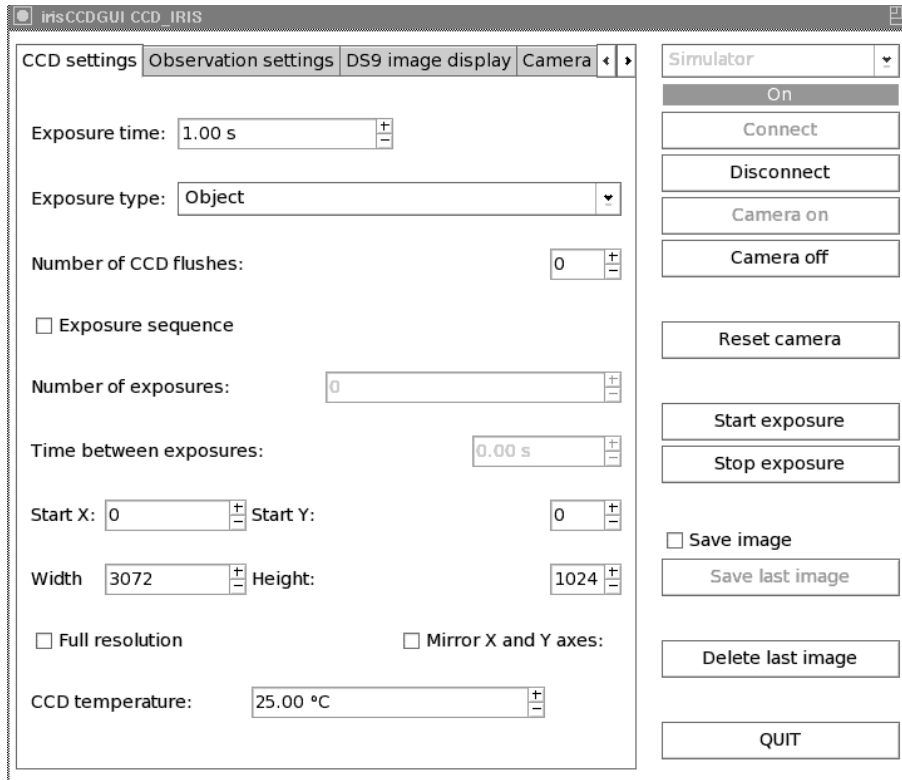 irisCCDGUI CCD_IRIS
CCD settings Observation settings DS9 image display Camera
Exposure time: 1.00 s
Exposure type: Object
Number of CCD flushes: 0
Exposure sequence
Number of exposures: 0
Time between exposures: 0.00 s
Start X: 0 Start Y: 0
Width 3072 Height: 1024
Full resolution Mirror X and Y axes:
CCD temperature: 25.00 °C
Simulator
On
Connect
Disconnect
Camera on
Camera off
Reset camera
Start exposure
Stop exposure
Save image
Save last image
Delete last image
QUIT